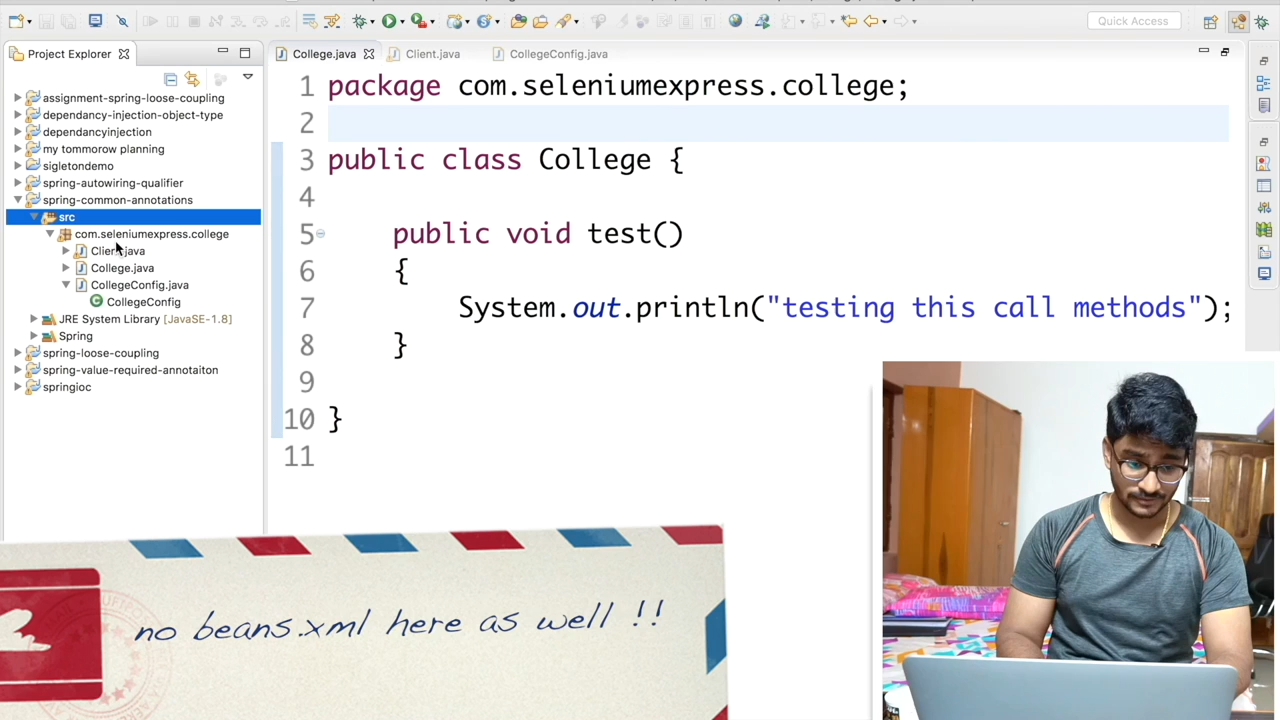 Quick Access
Project Explorer
College.java
Client.java
CollegeConfig.java
assignment-spring-loose-coupling
dependancy-injection-object-type
dependancyinjection
my tommorow planning
sigletondemo
spring-autowiring-qualifier
spring-common-annotations
src
com.seleniumexpress.college
Client.java
College.java
CollegeConfig.java
CollegeConfig
JRE System Library [JavaSE-1.8]
Spring
spring-loose-coupling
spring-value-required-annotaiton
springioc
1 package com.seleniumexpress.college;
2
3 public class College {
4
5 public void test()
6 {
7 System.out.println("testing this call methods");
8 }
9
10 }
11
no beans.xml here as well !!